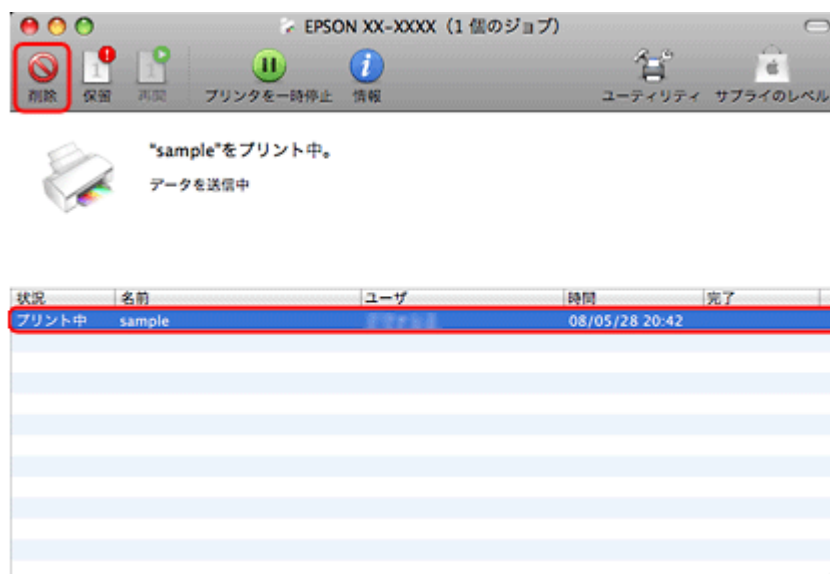 EPSON XX-XXXX（1 個のジョブ）
削除 保留 再開 プリンタを一時停止 情報 ユーティリティ サプライのレベル
"sample"をプリント中。
データを送信中
状況 名前 ユーザ 時間 完了
プリント中 sample 08/05/28 20:42